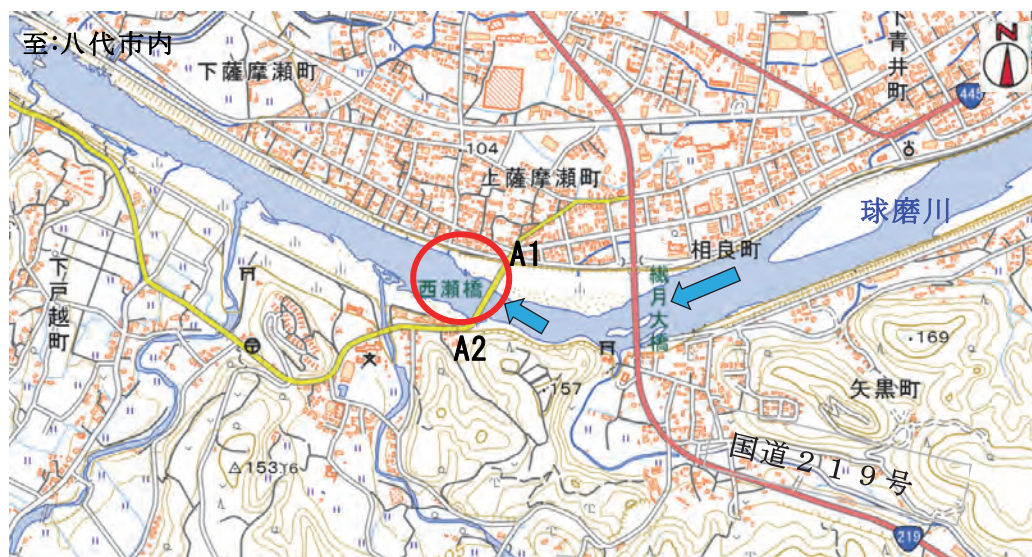 至:八代市内
下薩摩瀬町
下青井町
N
445
104
上薩摩瀬町
球磨川
相良町
A1
西瀬橋
繊月大橋
下戸越町
A2
169
157
矢黒町
国道219号
153.6
219